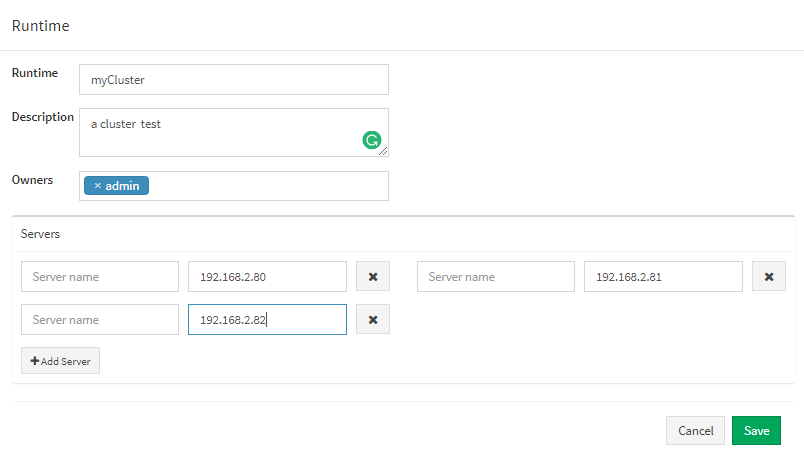 Runtime
Runtime myCluster
Description a cluster test
Owners × admin
Servers
Server name 192.168.2.80 Server name 192.168.2.81
Server name 192.168.2.82
Add Server
Cancel Save